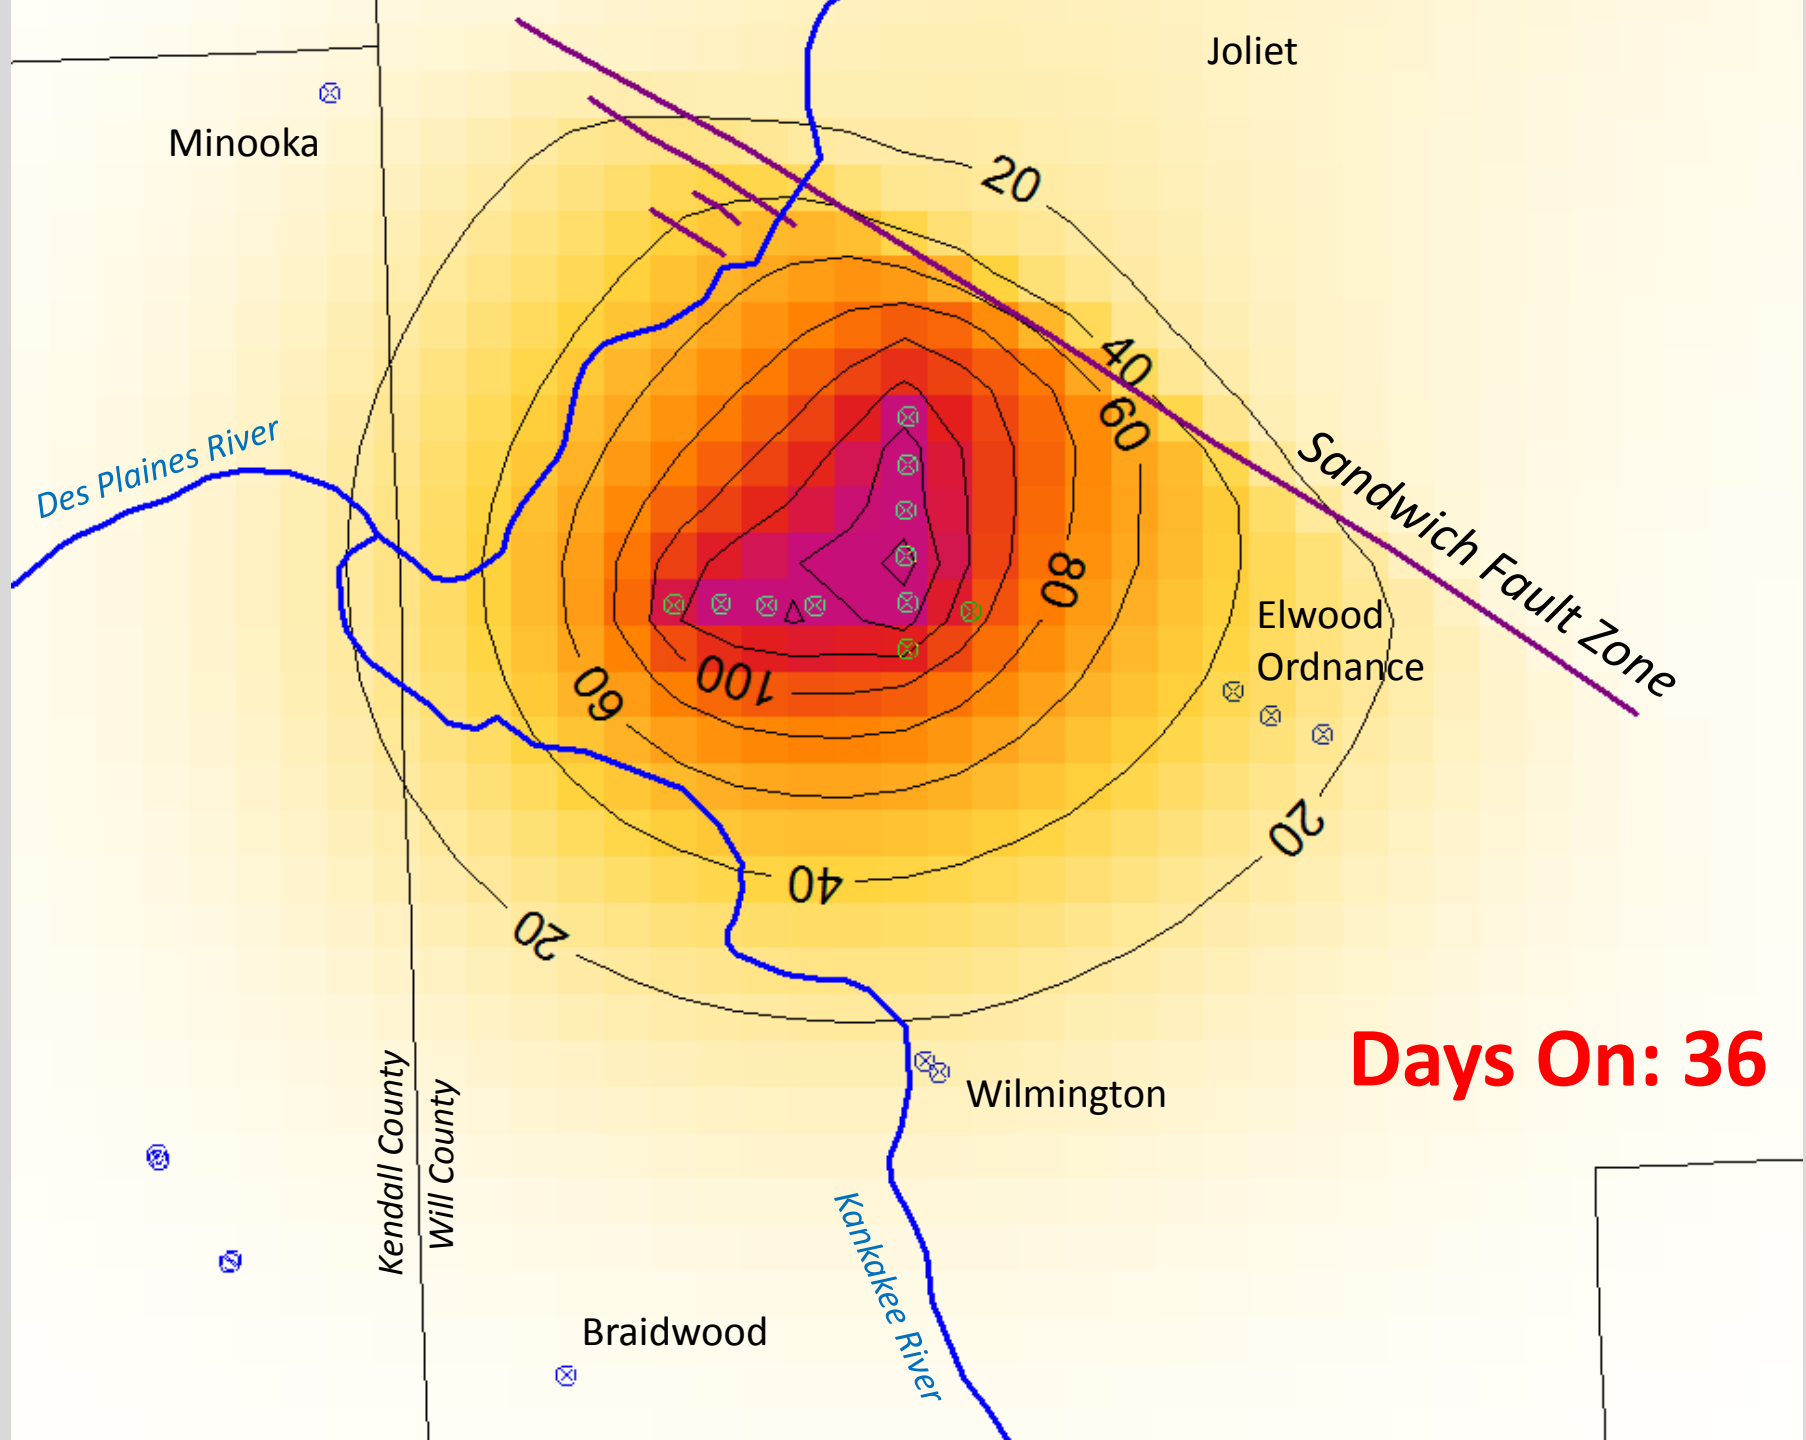 Joliet
Minooka
20
40
60
Des Plaines River
Sandwich Fault Zone
80
Elwood
Ordnance
100
60
20
40
20
Days On: 36
Wilmington
Kendall County
Will County
Kankakee River
Braidwood